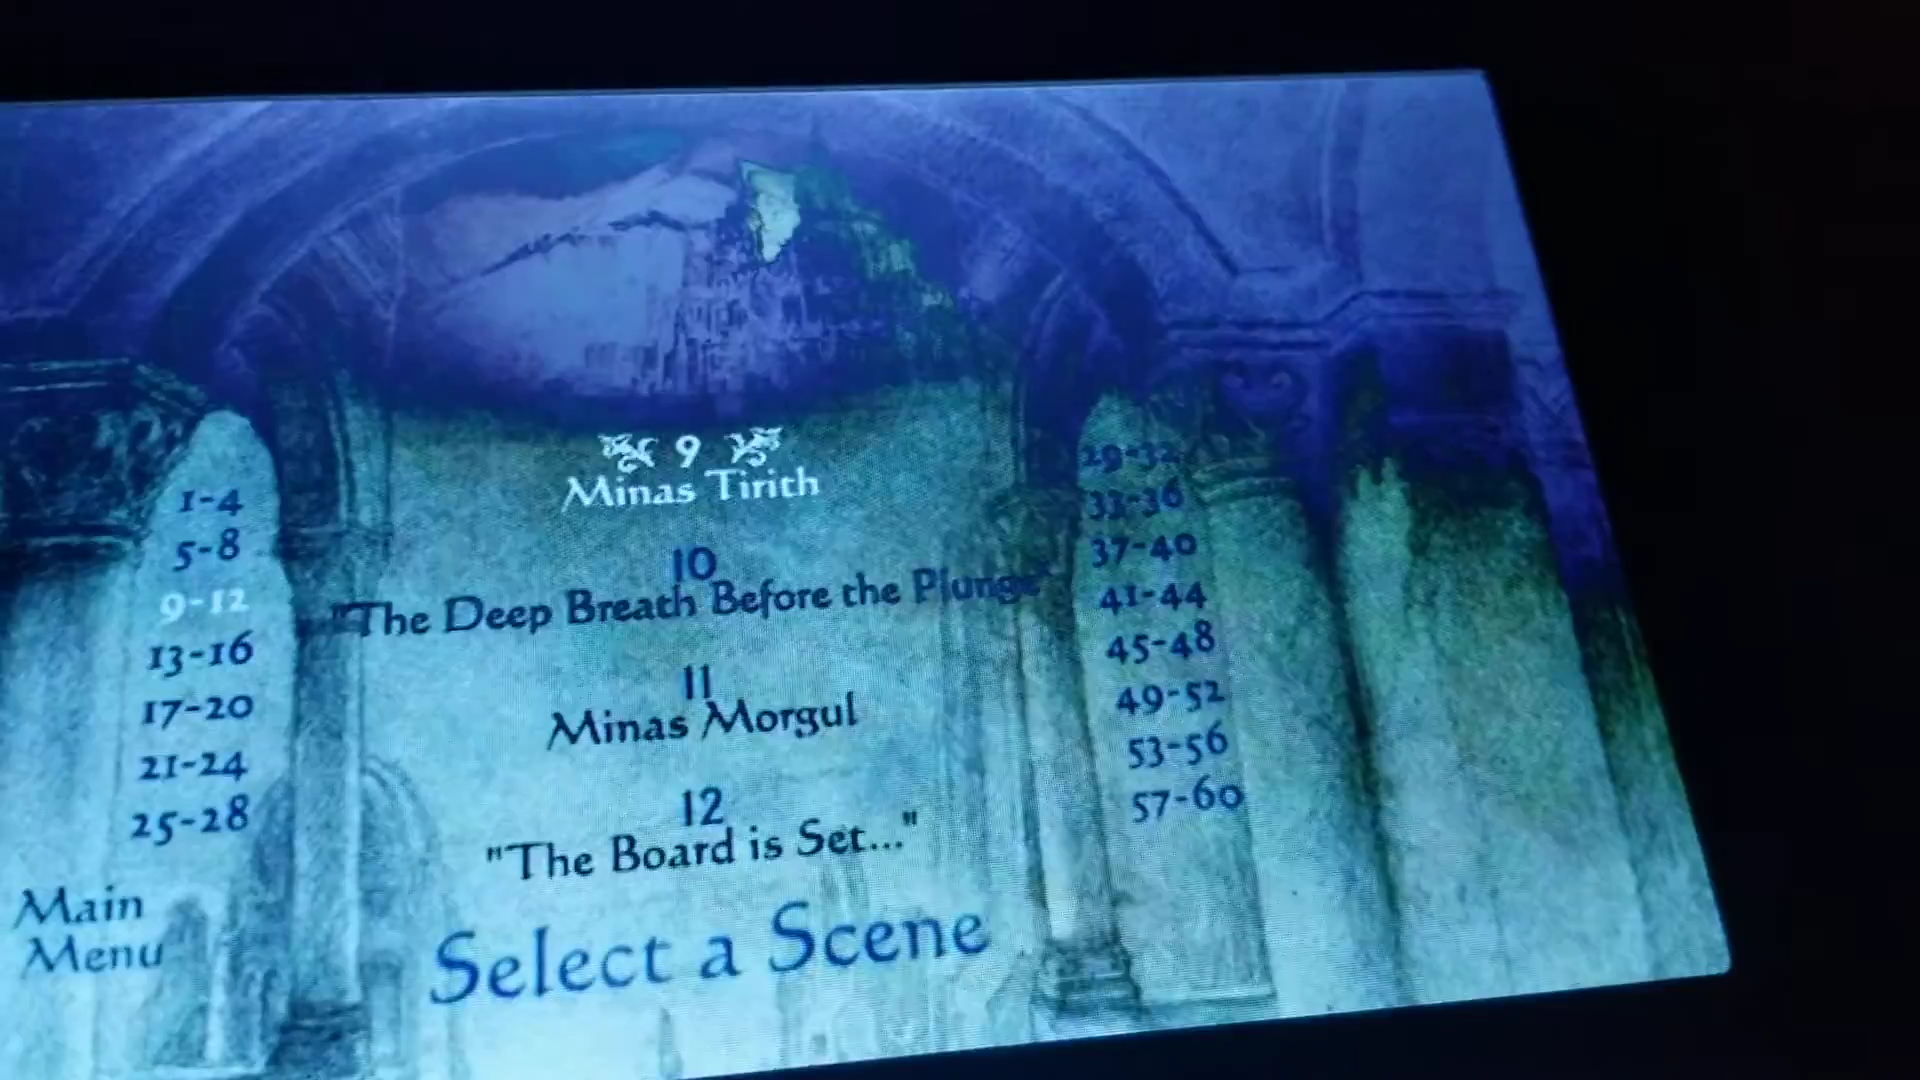 9
Minas Tirith
10
"The Deep Breath Before the Plunge"
11
Minas Morgul
12
"The Board is Set..."
1-4
5-8
9-12
13-16
17-20
21-24
25-28
29-32
33-36
37-40
41-44
45-48
49-52
53-56
57-60
Main
Menu
Select a Scene